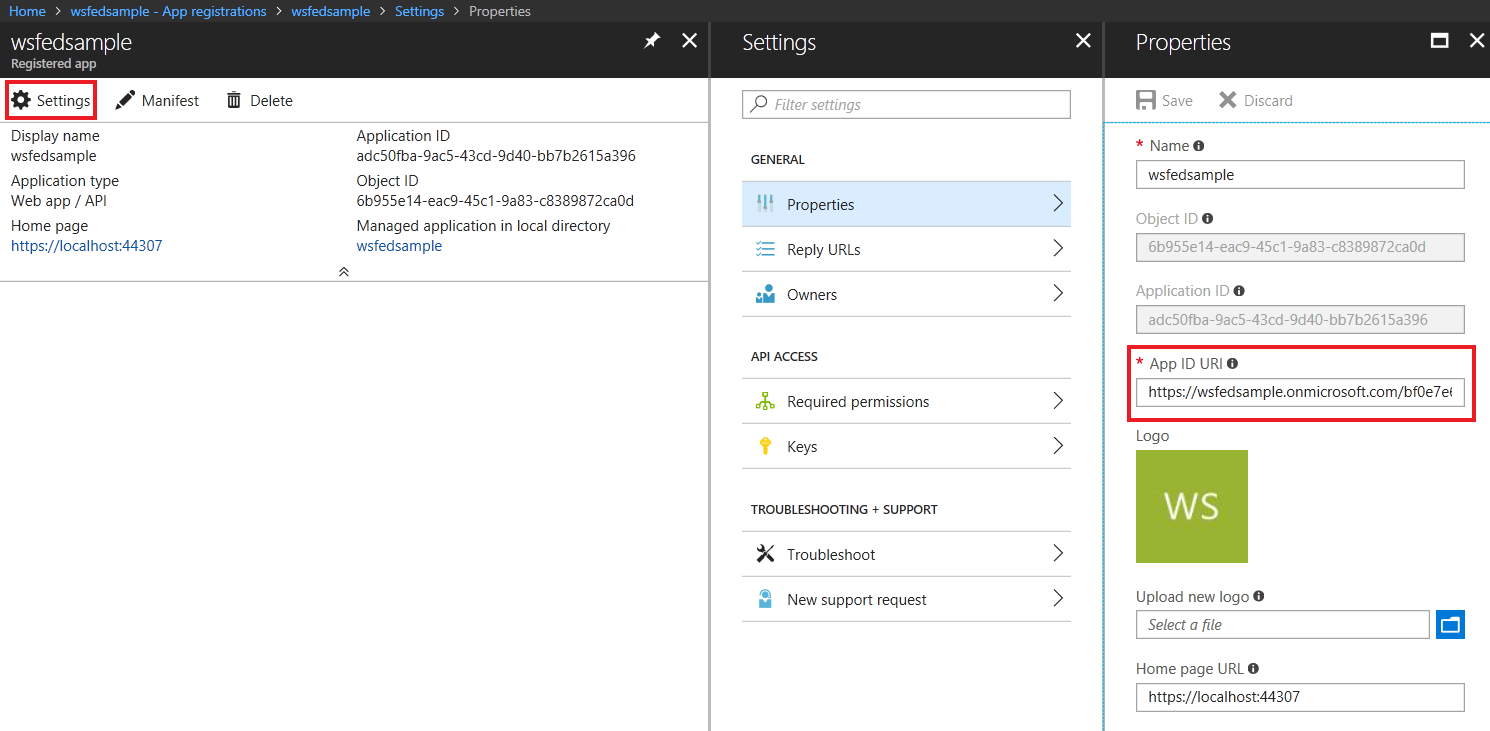 Home > wsfedsample - App registrations > wsfedsample > Settings > Properties
wsfedsample
Registered app
Settings Manifest Delete
Display name
wsfedsample
Application type
Web app / API
Home page
https://localhost:44307
Application ID
adc50fba-9ac5-43cd-9d40-bb7b2615a396
Object ID
6b955e14-eac9-45c1-9a83-c8389872ca0d
Managed application in local directory
wsfedsample
Settings
Filter settings
GENERAL
Properties
Reply URLs
Owners
API ACCESS
Required permissions
Keys
TROUBLESHOOTING + SUPPORT
Troubleshoot
New support request
Properties
Save Discard
* Name
wsfedsample
Object ID
6b955e14-eac9-45c1-9a83-c8389872ca0d
Application ID
adc50fba-9ac5-43cd-9d40-bb7b2615a396
* App ID URI
https://wsfedsample.onmicrosoft.com/bf0e7e6
Logo
WS
Upload new logo
Select a file
Home page URL
https://localhost:44307